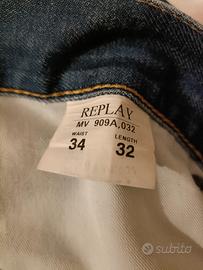 REPLAY
MV 909A.032
WAIST LENGTH
34 32
subito